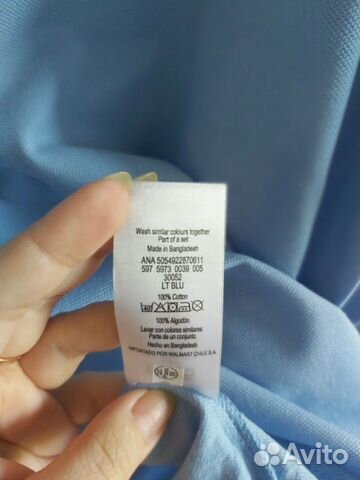 Wash similar colours together
Part of a set
Made in Bangladesh
ANA 5054922870611
597 5973 0039 005
30052
LT BLU
100% Cotton
100% Algodón
Lavar con colores similares
Parte de un conjunto
Hecho en Bangladesh
IMPORTADO POR WALMART CHILE S.A.
Avito